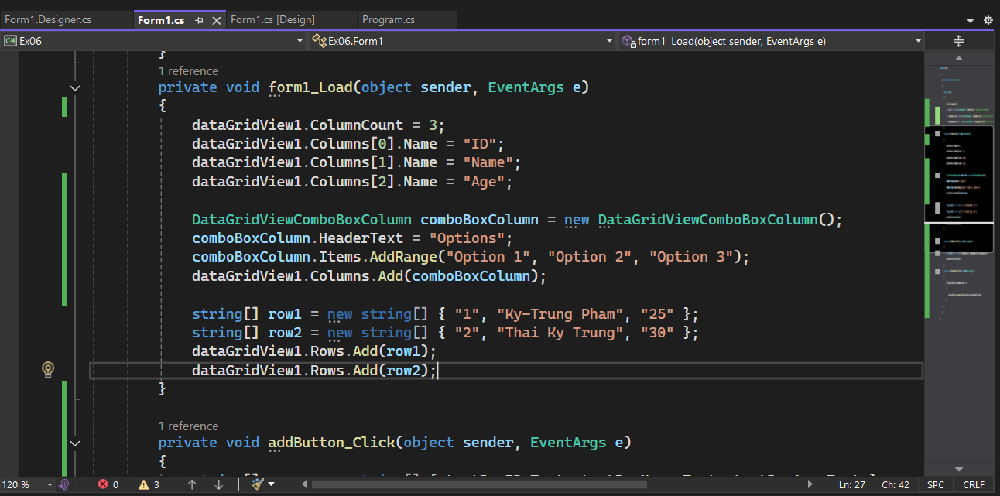 Form1.Designer.cs
Form1.cs
Form1.cs [Design]
Program.cs
C# Ex06
Ex06.Form1
form1_Load(object sender, EventArgs e)
}
1 reference
private void form1_Load(object sender, EventArgs e)
{
dataGridView1.ColumnCount = 3;
dataGridView1.Columns[0].Name = "ID";
dataGridView1.Columns[1].Name = "Name";
dataGridView1.Columns[2].Name = "Age";
DataGridViewComboBoxColumn comboBoxColumn = new DataGridViewComboBoxColumn();
comboBoxColumn.HeaderText = "Options";
comboBoxColumn.Items.AddRange("Option 1", "Option 2", "Option 3");
dataGridView1.Columns.Add(comboBoxColumn);
string[] row1 = new string[] { "1", "Ky-Trung Pham", "25" };
string[] row2 = new string[] { "2", "Thai Ky Trung", "30" };
dataGridView1.Rows.Add(row1);
dataGridView1.Rows.Add(row2);
}
1 reference
private void addButton_Click(object sender, EventArgs e)
{
120 %
0
3
Ln: 27
Ch: 42
SPC
CRLF